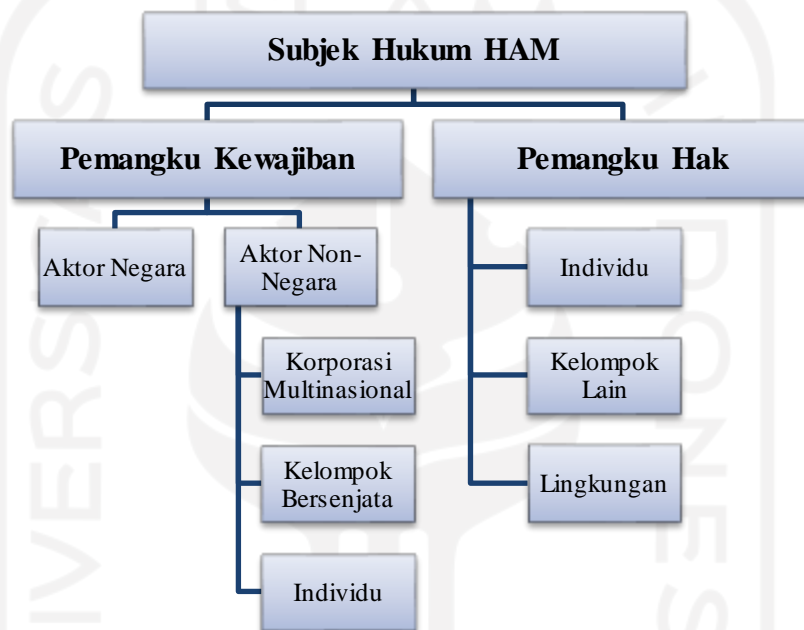 Subjek Hukum HAM
Pemangku Kewajiban
Pemangku Hak
Aktor Negara
Aktor Non-
Negara
Korporasi
Multinasional
Kelompok
Bersenjata
Individu
Individu
Kelompok
Lain
Lingkungan